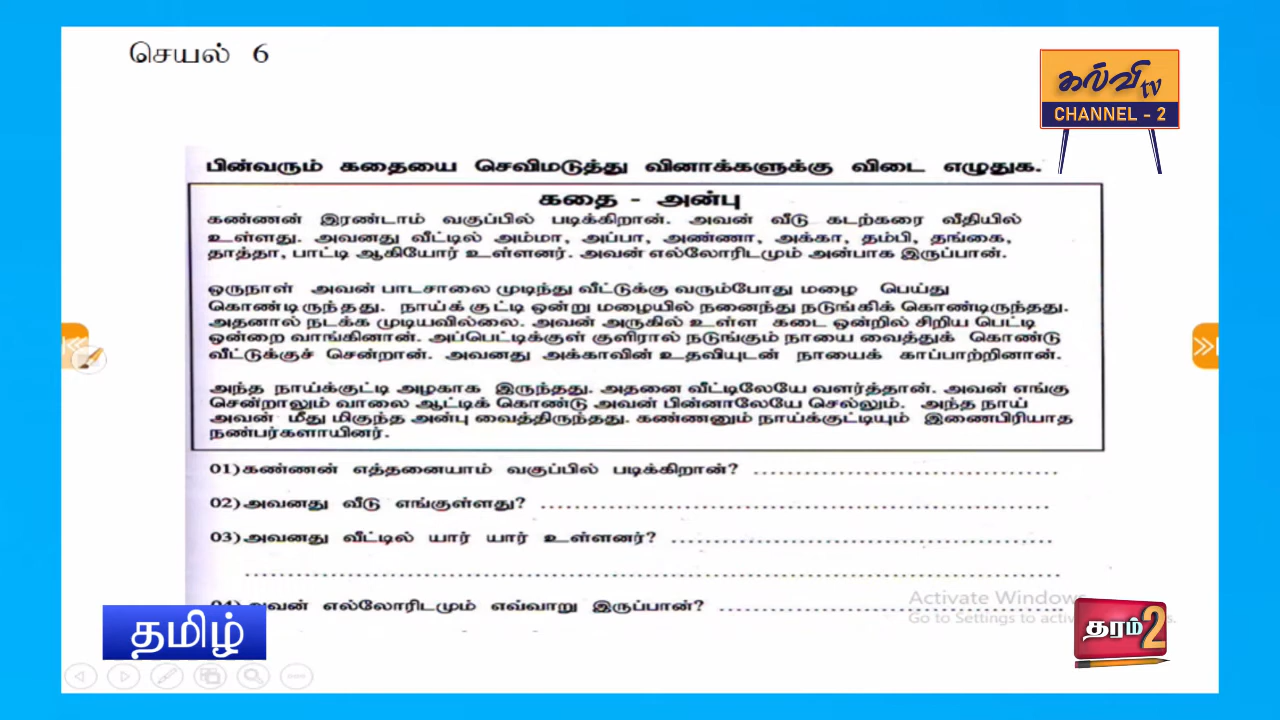 செயல் 6
கல்வி tv
CHANNEL - 2
பின்வரும் கதையை செவிமடுத்து வினாக்களுக்கு விடை எழுதுக.
கதை - அன்பு
கண்ணன் இரண்டாம் வகுப்பில் படிக்கிறான். அவன் வீடு கடற்கரை வீதியில்
உள்ளது. அவனது வீட்டில் அம்மா, அப்பா, அண்ணா, அக்கா, தம்பி, தங்கை,
தாத்தா, பாட்டி ஆகியோர் உள்ளனர். அவன் எல்லோரிடமும் அன்பாக இருப்பான்.
ஒருநாள் அவன் பாடசாலை முடிந்து வீட்டுக்கு வரும்போது மழை பெய்து
கொண்டிருந்தது. நாய்க் குட்டி ஒன்று மழையில் நனைந்து நடுங்கிக் கொண்டிருந்தது.
அதனால் நடக்க முடியவில்லை. அவன் அருகில் உள்ள கடை ஒன்றில் சிறிய பெட்டி
ஒன்றை வாங்கினான். அப்பெட்டிக்குள் குளிரால் நடுங்கும் நாயை வைத்துக் கொண்டு
வீட்டுக்குச் சென்றான். அவனது அக்காவின் உதவியுடன் நாயைக் காப்பாற்றினான்.
அந்த நாய்க்குட்டி அழகாக இருந்தது. அதனை வீட்டிலேயே வளர்த்தான். அவன் எங்கு
சென்றாலும் வாலை ஆட்டிக் கொண்டு அவன் பின்னாலேயே செல்லும். அந்த நாய்
அவன் மீது மிகுந்த அன்பு வைத்திருந்தது. கண்ணனும் நாய்க்குட்டியும் இணைபிரியாத
நண்பர்களாயினர்.
01) கண்ணன் எத்தனையாம் வகுப்பில் படிக்கிறான்? ........................................
02) அவனது வீடு எங்குள்ளது? ........................................
03) அவனது வீட்டில் யார் யார் உள்ளனர்? ........................................
........................................
04) அவன் எல்லோரிடமும் எவ்வாறு இருப்பான்? ........................................
Activate Windows
Go to Settings to
தமிழ்
தரம் 2